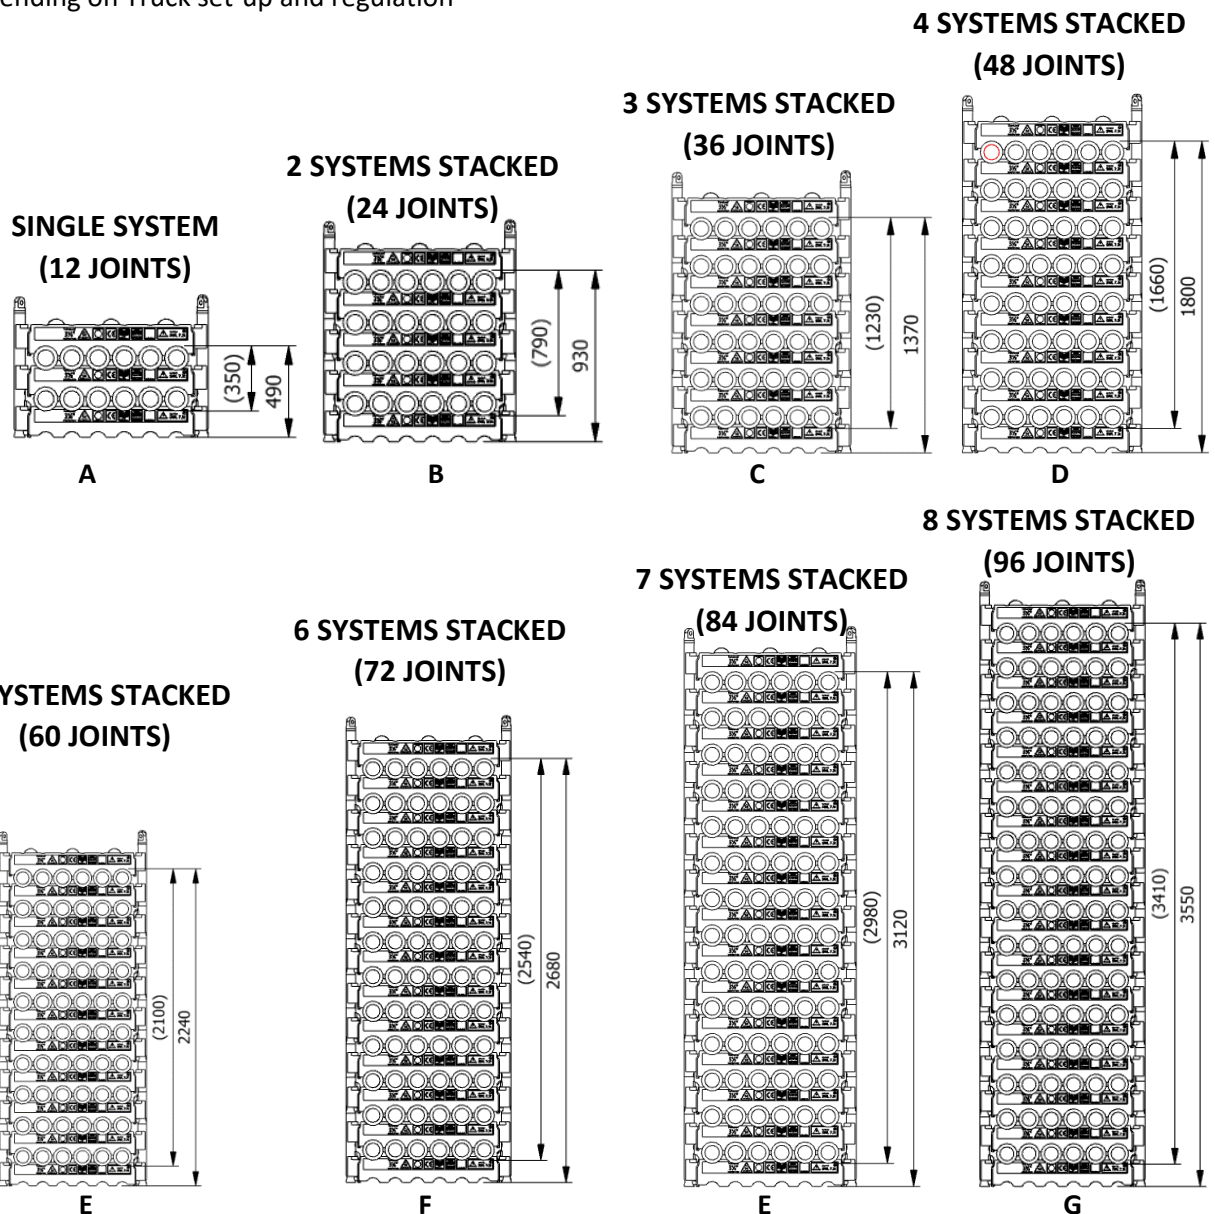 ending on Truck set-up and regulation
4 SYSTEMS STACKED
(48 JOINTS)
3 SYSTEMS STACKED
(36 JOINTS)
2 SYSTEMS STACKED
(24 JOINTS)
SINGLE SYSTEM
(12 JOINTS)
(350)
490
(790)
930
(1230)
1370
(1660)
1800
A
B
C
D
8 SYSTEMS STACKED
(96 JOINTS)
7 SYSTEMS STACKED
(84 JOINTS)
6 SYSTEMS STACKED
(72 JOINTS)
YSTEMS STACKED
(60 JOINTS)
(2100)
2240
(2540)
2680
(2980)
3120
(3410)
3550
E
F
E
G